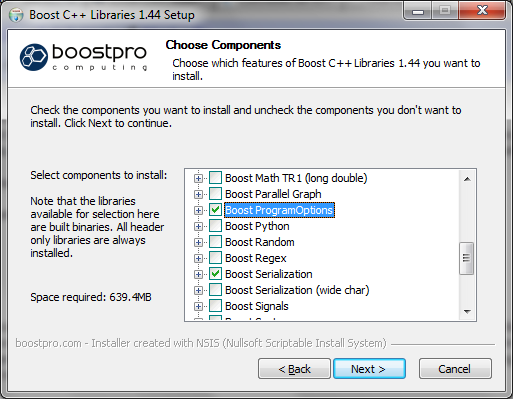 Boost C++ Libraries 1.44 Setup
boostpro
computing
Choose Components
Choose which features of Boost C++ Libraries 1.44 you want to
install.
Check the components you want to install and uncheck the components you don't want to
install. Click Next to continue.
Select components to install:
Note that the libraries
available for selection here
are built binaries. All header
only libraries are always
installed.
Space required: 639.4MB
Boost Math TR1 (long double)
Boost Parallel Graph
Boost ProgramOptions
Boost Python
Boost Random
Boost Regex
Boost Serialization
Boost Serialization (wide char)
Boost Signals
boostpro.com - Installer created with NSIS (Nullsoft Scriptable Install System)
< Back
Next >
Cancel